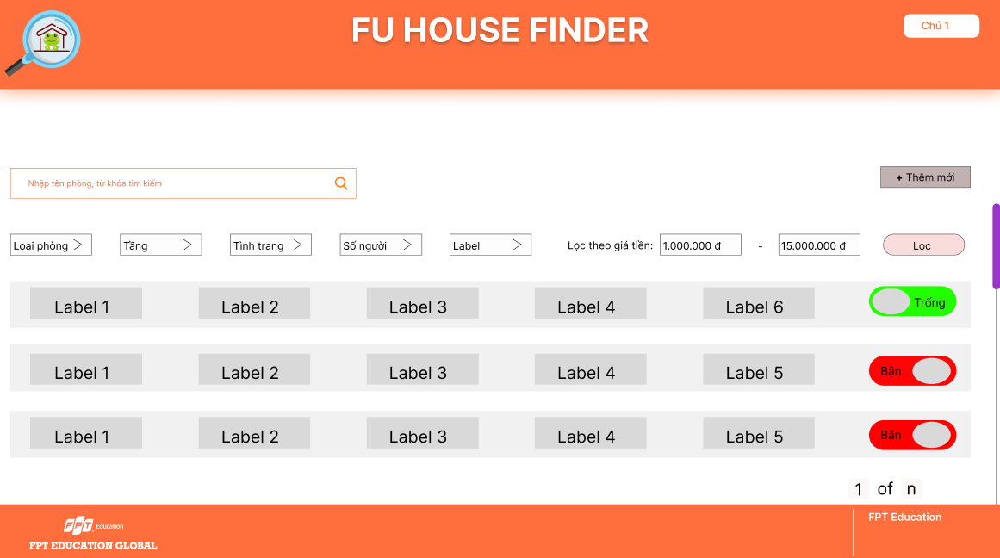 FU HOUSE FINDER
Chủ 1
Nhập tên phòng, từ khóa tìm kiếm
+ Thêm mới
Loại phòng
Tầng
Tình trạng
Số người
Label
Lọc theo giá tiền:
1.000.000 đ
-
15.000.000 đ
Lọc
Label 1
Label 2
Label 3
Label 4
Label 6
Trống
Label 1
Label 2
Label 3
Label 4
Label 5
Bận
Label 1
Label 2
Label 3
Label 4
Label 5
Bận
1 of n
FPT Education
FPT EDUCATION GLOBAL
FPT Education